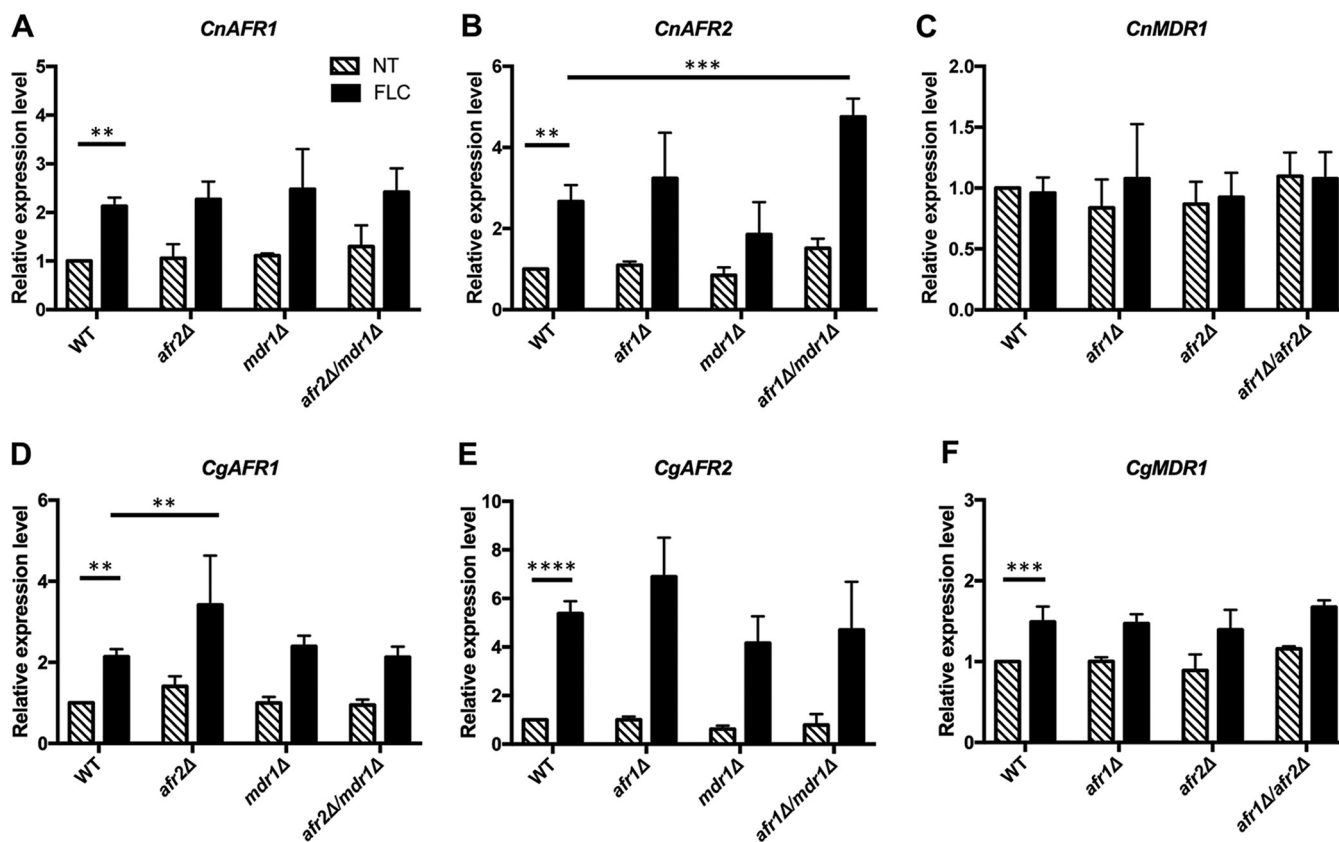 A
CnAFR1
Relative expression level
5
4
3
2
1
0
**
NT
FLC
WT
afr2Δ
mdr1Δ
afr2Δ/mdr1Δ
B
CnAFR2
Relative expression level
6
4
2
0
**
***
WT
afr1Δ
mdr1Δ
afr1Δ/mdr1Δ
C
CnMDR1
Relative expression level
2.0
1.5
1.0
0.5
0.0
WT
afr1Δ
afr2Δ
afr1Δ/afr2Δ
D
CgAFR1
Relative expression level
6
4
2
0
**
**
WT
afr2Δ
mdr1Δ
afr2Δ/mdr1Δ
E
CgAFR2
Relative expression level
10
8
6
4
2
0
****
WT
afr1Δ
mdr1Δ
afr1Δ/mdr1Δ
F
CgMDR1
Relative expression level
3
2
1
0
***
WT
afr1Δ
afr2Δ
afr1Δ/afr2Δ